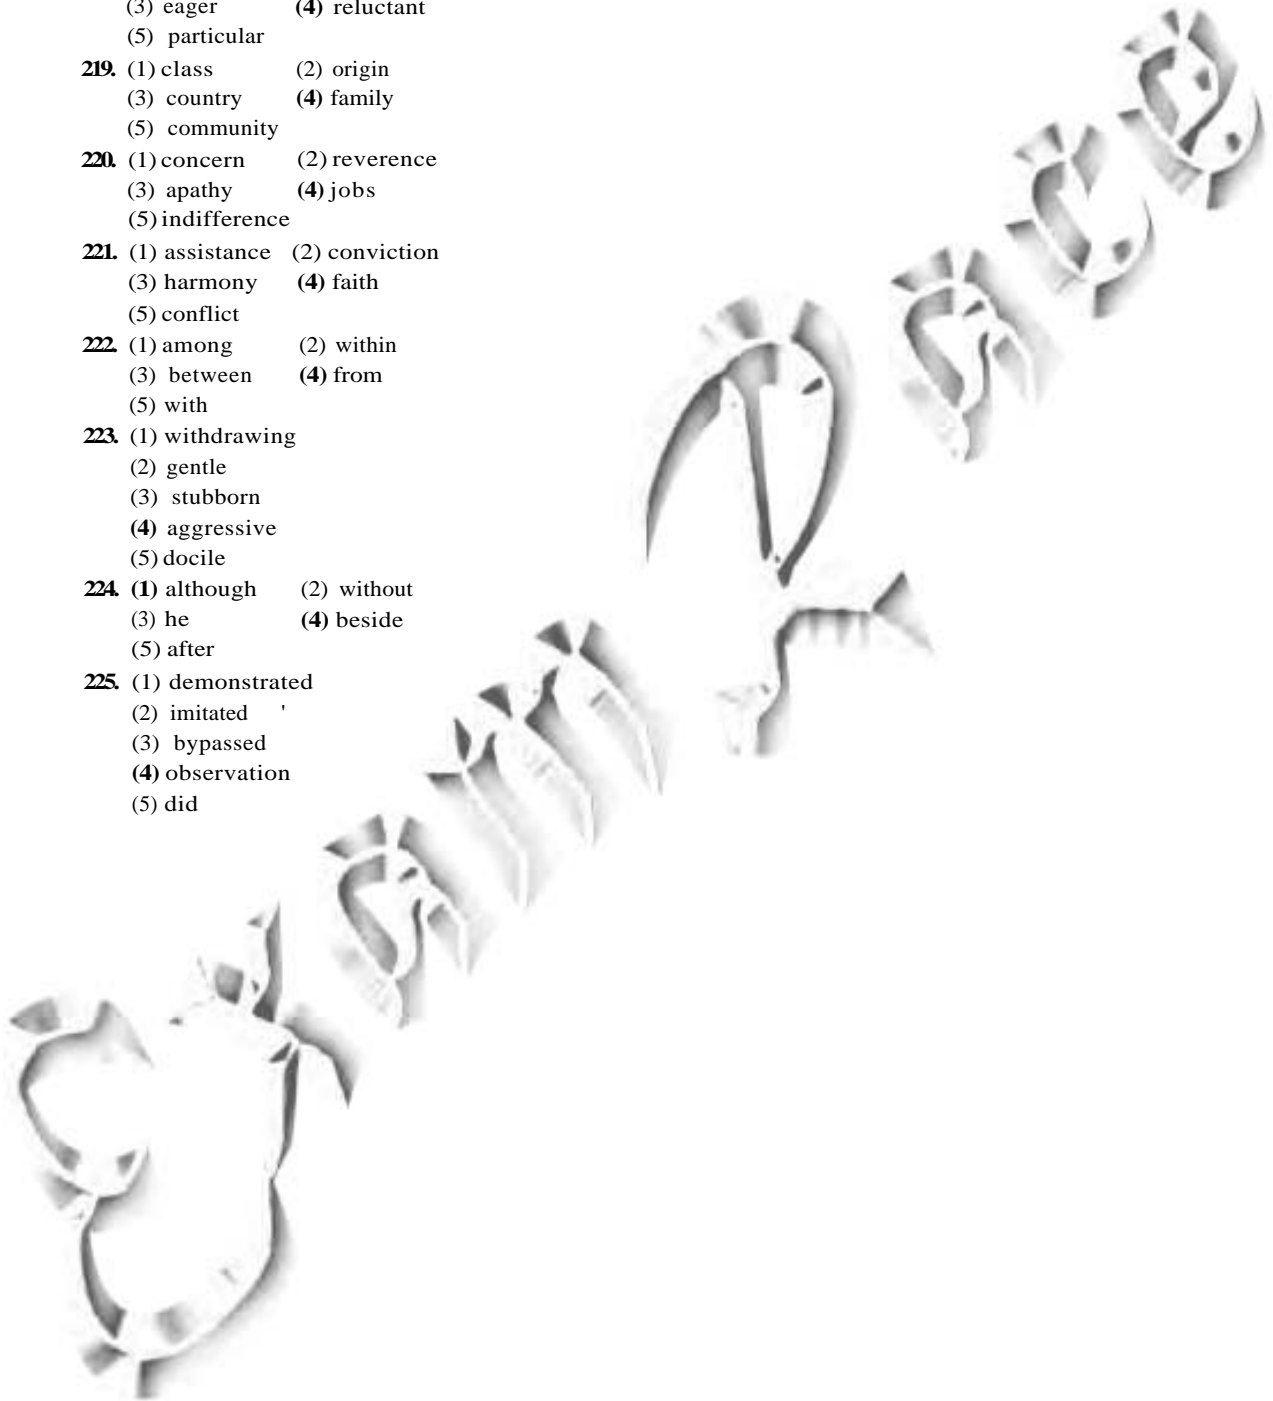 (3) eager (4) reluctant
(5) particular
219. (1) class (2) origin
(3) country (4) family
(5) community
220. (1) concern (2) reverence
(3) apathy (4) jobs
(5) indifference
221. (1) assistance (2) conviction
(3) harmony (4) faith
(5) conflict
222. (1) among (2) within
(3) between (4) from
(5) with
223. (1) withdrawing
(2) gentle
(3) stubborn
(4) aggressive
(5) docile
224. (1) although (2) without
(3) he (4) beside
(5) after
225. (1) demonstrated
(2) imitated '
(3) bypassed
(4) observation
(5) did